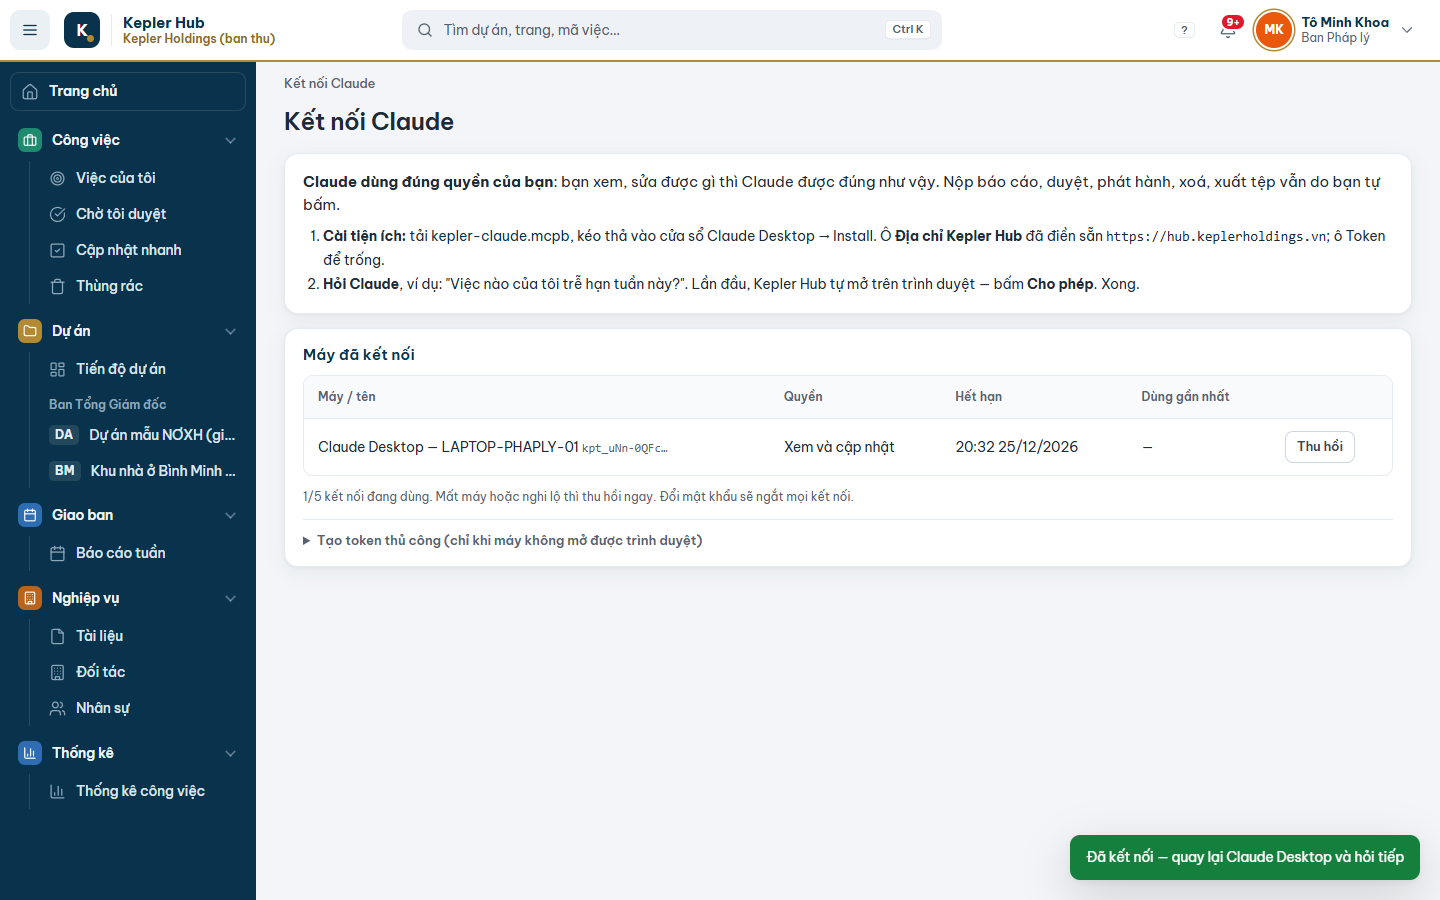 Kepler Hub
Kepler Holdings (ban thu)
Tìm dự án, trang, mã việc...
Ctrl K
?
9+
MK
Tô Minh Khoa
Ban Pháp lý
K
Trang chủ
Công việc
Việc của tôi
Chờ tôi duyệt
Cập nhật nhanh
Thùng rác
Dự án
Tiến độ dự án
Ban Tổng Giám đốc
DA Dự án mẫu NƠXH (gi...
BM Khu nhà ở Bình Minh ...
Giao ban
Báo cáo tuần
Nghiệp vụ
Tài liệu
Đối tác
Nhân sự
Thống kê
Thống kê công việc
Kết nối Claude
Kết nối Claude
Claude dùng đúng quyền của bạn: bạn xem, sửa được gì thì Claude được đúng như vậy. Nộp báo cáo, duyệt, phát hành, xoá, xuất tệp vẫn do bạn tự
bấm.
1. Cài tiện ích: tải kepler-claude.mcpb, kéo thả vào cửa sổ Claude Desktop → Install. Ô Địa chỉ Kepler Hub đã điền sẵn https://hub.keplerholdings.vn; ô Token
để trống.
2. Hỏi Claude, ví dụ: "Việc nào của tôi trễ hạn tuần này?". Lần đầu, Kepler Hub tự mở trên trình duyệt — bấm Cho phép. Xong.
Máy đã kết nối
Máy / tên Quyền Hết hạn Dùng gần nhất
Claude Desktop — LAPTOP-PHAPLY-01 kpt_uNn-0QFc… Xem và cập nhật 20:32 25/12/2026 — Thu hồi
1/5 kết nối đang dùng. Mất máy hoặc nghi lộ thì thu hồi ngay. Đổi mật khẩu sẽ ngắt mọi kết nối.
Tạo token thủ công (chỉ khi máy không mở được trình duyệt)
Đã kết nối — quay lại Claude Desktop và hỏi tiếp